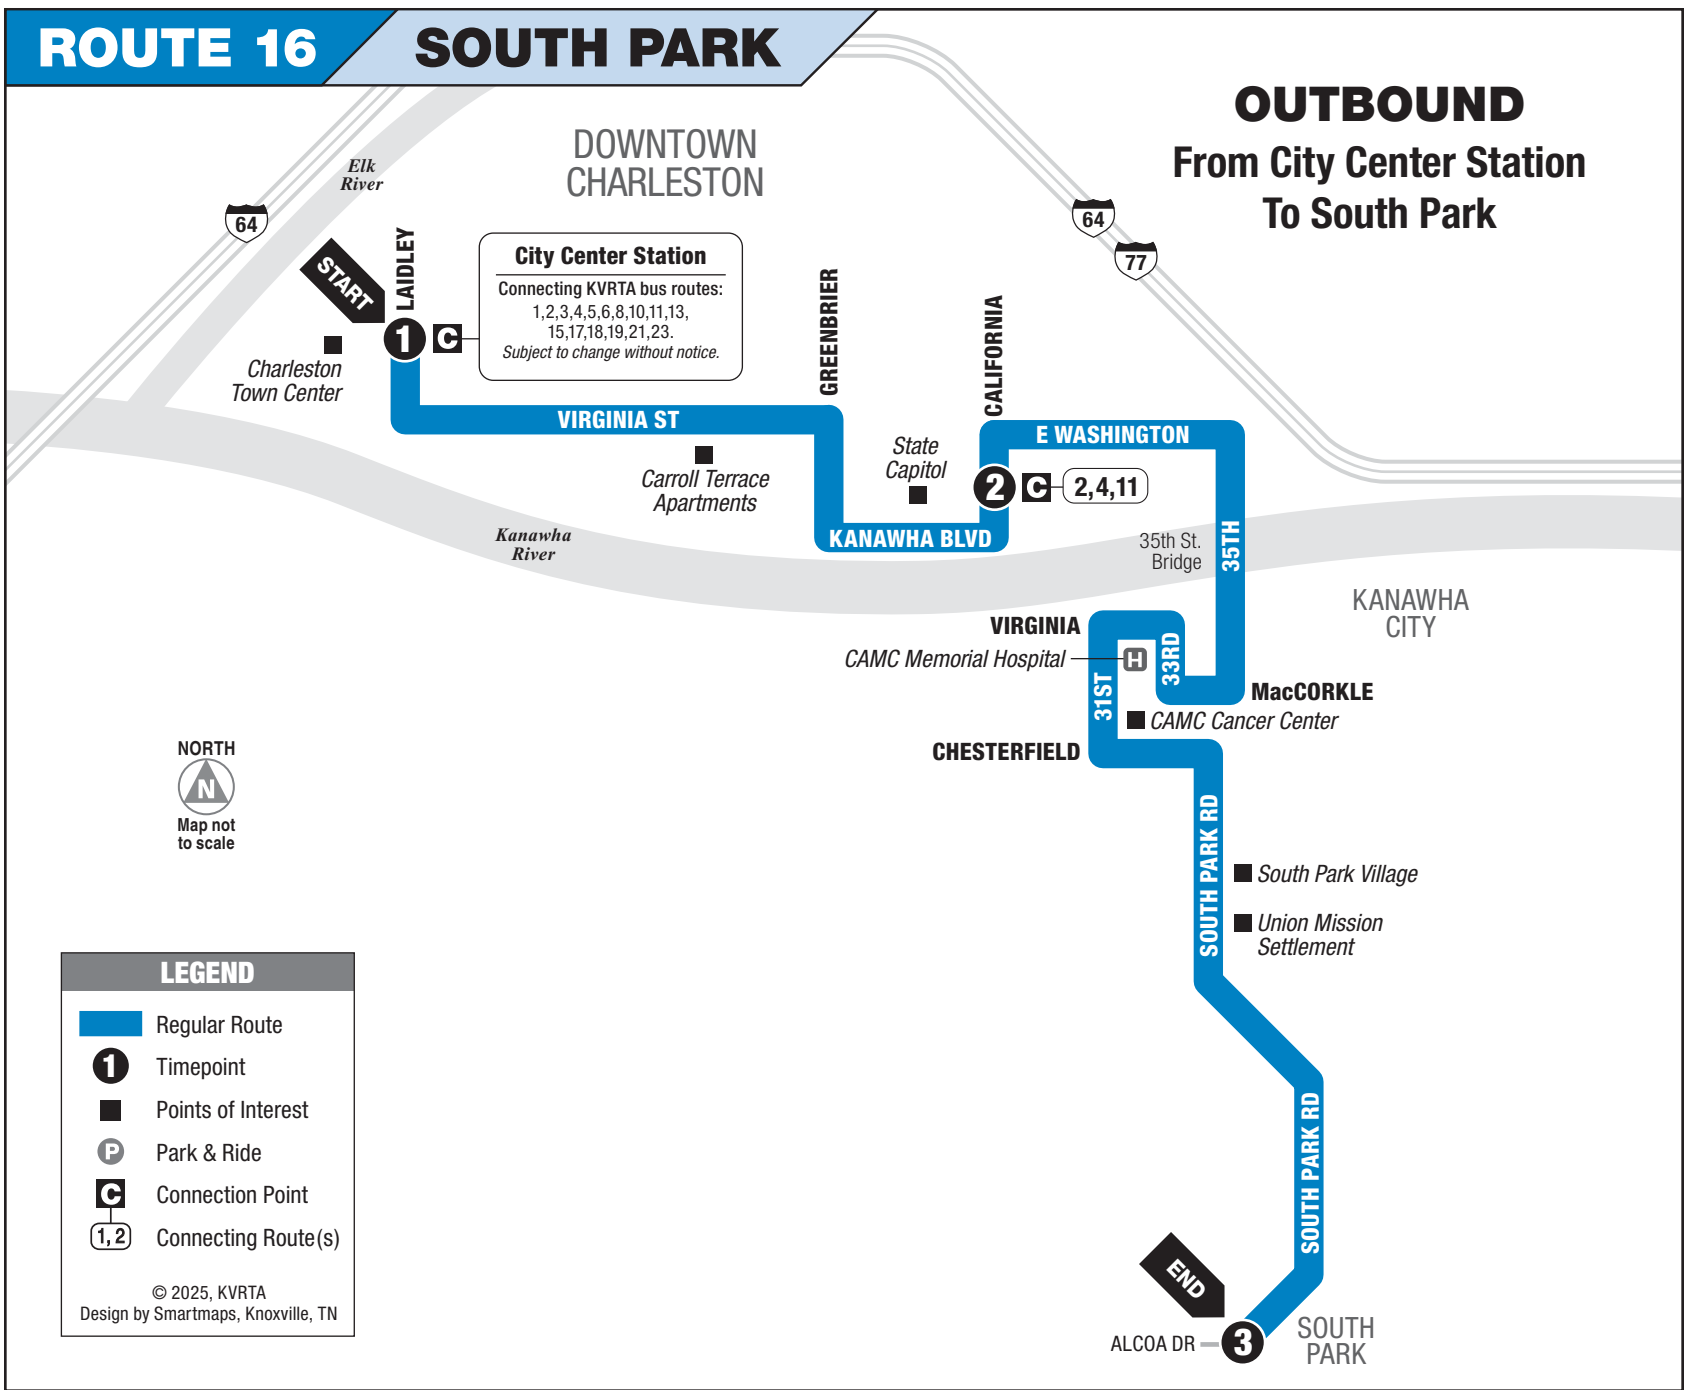 ROUTE 16
SOUTH PARK
OUTBOUND
From City Center Station
To South Park
DOWNTOWN
CHARLESTON
Elk
River
64
64
77
START
LAIDLEY
1
C
City Center Station
Connecting KVRTA bus routes:
1,2,3,4,5,6,8,10,11,13,
15,17,18,19,21,23.
Subject to change without notice.
Charleston
Town Center
GREENBRIER
CALIFORNIA
VIRGINIA ST
E WASHINGTON
Carroll Terrace
Apartments
State
Capitol
2
C
2,4,11
KANAWHA BLVD
Kanawha
River
35th St.
Bridge
35TH
KANAWHA
CITY
VIRGINIA
CAMC Memorial Hospital
H
33RD
31ST
MacCORKLE
CAMC Cancer Center
CHESTERFIELD
NORTH
N
Map not
to scale
SOUTH PARK RD
South Park Village
Union Mission
Settlement
SOUTH PARK RD
END
ALCOA DR
3
SOUTH
PARK
LEGEND
Regular Route
1 Timepoint
Points of Interest
P Park & Ride
C Connection Point
1,2 Connecting Route(s)
© 2025, KVRTA
Design by Smartmaps, Knoxville, TN